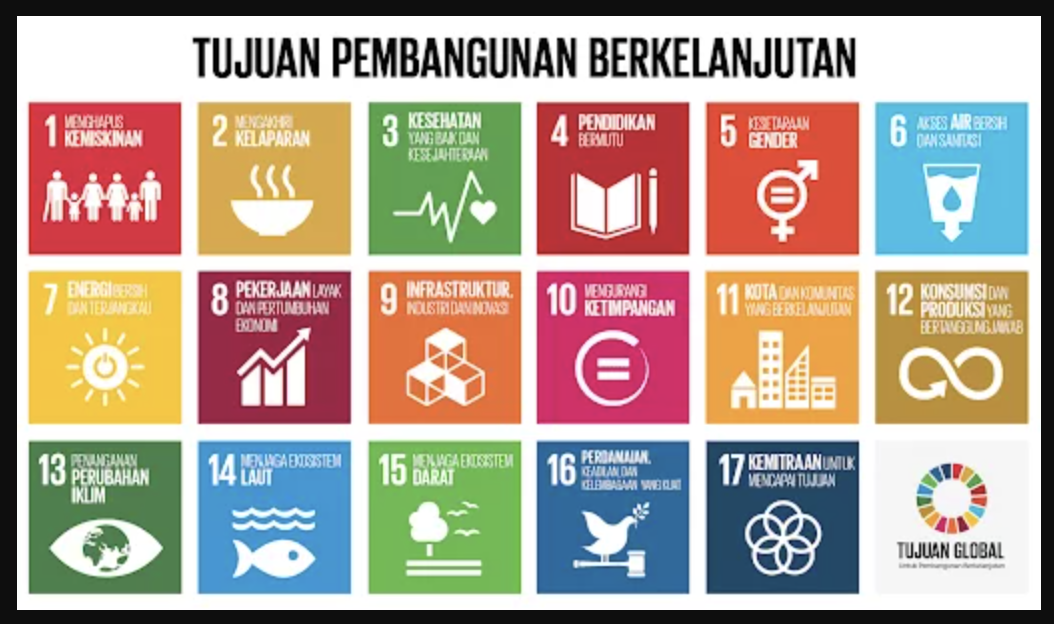 TUJUAN PEMBANGUNAN BERKELANJUTAN
1 MENGHAPUS
KEMISKINAN
2 MENGAKHIRI
KELAPARAN
3 KESEHATAN
YANG BAIK DAN
KESEJAHTERAAN
4 PENDIDIKAN
BERMUTU
5 KESETARAAN
GENDER
6 AKSES AIR BERSIH
DAN SANITASI
7 ENERGI BERSIH
DAN TERJANGKAU
8 PEKERJAAN LAYAK
DAN PERTUMBUHAN
EKONOMI
9 INFRASTRUKTUR,
INDUSTRI DAN INOVASI
10 MENGURANGI
KETIMPANGAN
11 KOTA DAN KOMUNITAS
YANG BERKELANJUTAN
12 KONSUMSI DAN
PRODUKSI YANG
BERTANGGUNGJAWAB
13 PENANGANAN
PERUBAHAN
IKLIM
14 MENJAGA EKOSISTEM
LAUT
15 MENJAGA EKOSISTEM
DARAT
16 PERDAMAIAN,
KEADILAN, DAN
KELEMBAGAAN YANG KUAT
17 KEMITRAAN UNTUK
MENCAPAI TUJUAN
TUJUAN GLOBAL
Untuk Pembangunan Berkelanjutan